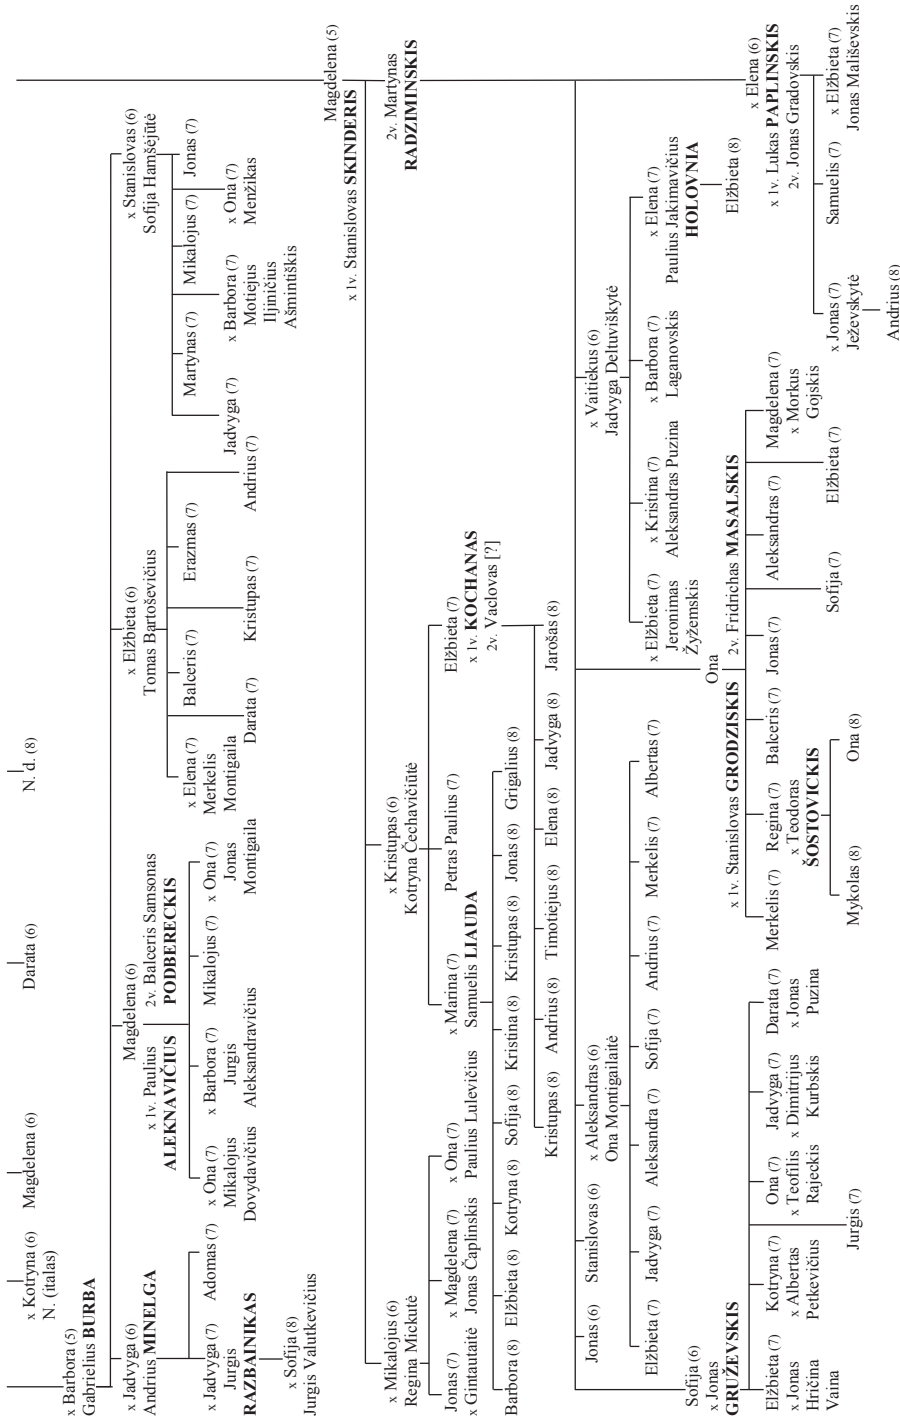 N. d. (8)
Darata (6)
Magdelena (6)
x Kotryna (6)
N. (italas)
x Barbora (5)
Gabrielius BURBA
x Jadvyga (6)
Andrius MINELGA
x Jadvyga (7)
Jurgis
RAZBAINIKAS
Adomas (7)
x Sofija (8)
Jurgis Valutkevičius
Magdelena (6)
x 1v. Paulius
ALEKNAVIČIUS
2v. Balceris Samsonas
PODBERECKIS
x Ona (7)
Mikalojus
Dovydavičius
x Barbora (7)
Jurgis
Aleksandravičius
Mikalojus (7)
x Ona (7)
Jonas
Montigaila
x Elžbieta (6)
Tomas Bartoševičius
x Elena (7)
Merkelis
Montigaila
Darata (7)
Balceris (7)
Kristupas (7)
Erazmas (7)
Andrius (7)
x Stanislovas (6)
Sofija Hamšėjūtė
Jadvyga (7)
Martynas (7)
x Barbora (7)
Motiejus
Iljiničius
Ašmintiškis
Mikalojus (7)
x Ona (7)
Menžikas
Jonas (7)
Magdelena (5)
x 1v. Stanislovas SKINDERIS
2v. Martynas
RADZIMINSKIS
x Mikalojus (6)
Regina Mickutė
Jonas (7)
x Gintautaitė
x Magdelena (7)
Jonas Čaplinskis
x Ona (7)
Paulius Lulevičius
x Kristupas (6)
Kotryna Čechavičiūtė
x Marina (7)
Samuelis LIAUDA
Petras Paulius (7)
Elžbieta (7)
x 1v. KOCHANAS
2v. Vaclovas [?]
Barbora (8)
Elžbieta (8)
Kotryna (8)
Sofija (8)
Kristina (8)
Kristupas (8)
Jonas (8)
Grigalius (8)
Kristupas (8)
Andrius (8)
Timotiejus (8)
Elena (8)
Jadvyga (8)
Jarošas (8)
Jonas (6)
Stanislovas (6)
x Aleksandras (6)
Ona Montigailaitė
Elžbieta (7)
Jadvyga (7)
Aleksandra (7)
Sofija (7)
Andrius (7)
Merkelis (7)
Albertas (7)
x Vaitiekus (6)
Jadvyga Deltuviškytė
x Elžbieta (7)
Jeronimas
Žyžemskis
x Kristina (7)
Aleksandras Puzina
x Barbora (7)
Laganovskis
x Elena (7)
Paulius Jakimavičius
HOLOVNIA
Elžbieta (8)
Sofija (6)
x Jonas
GRUŽEVSKIS
Elžbieta (7)
x Jonas
Hričina
Vaina
Kotryna (7)
x Albertas
Petkevičius
Jurgis (7)
Ona (7)
x Teofilis
Rajeckis
Jadvyga (7)
x Dimitrijus
Kurbskis
Darata (7)
x Jonas
Puzina
Ona
x 1v. Stanislovas GRODZISKIS
2v. Fridrichas MASALSKIS
Merkelis (7)
Regina (7)
x Teodoras
ŠOSTOVICKIS
Balceris (7)
Jonas (7)
Sofija (7)
Aleksandras (7)
Elžbieta (7)
Magdelena (7)
x Morkus
Gojskis
Mykolas (8)
Ona (8)
x Elena (6)
x 1v. Lukas PAPLINSKIS
2v. Jonas Gradovskis
x Jonas (7)
Ježevskytė
Samuelis (7)
x Elžbieta (7)
Jonas Mališevskis
Andrius (8)